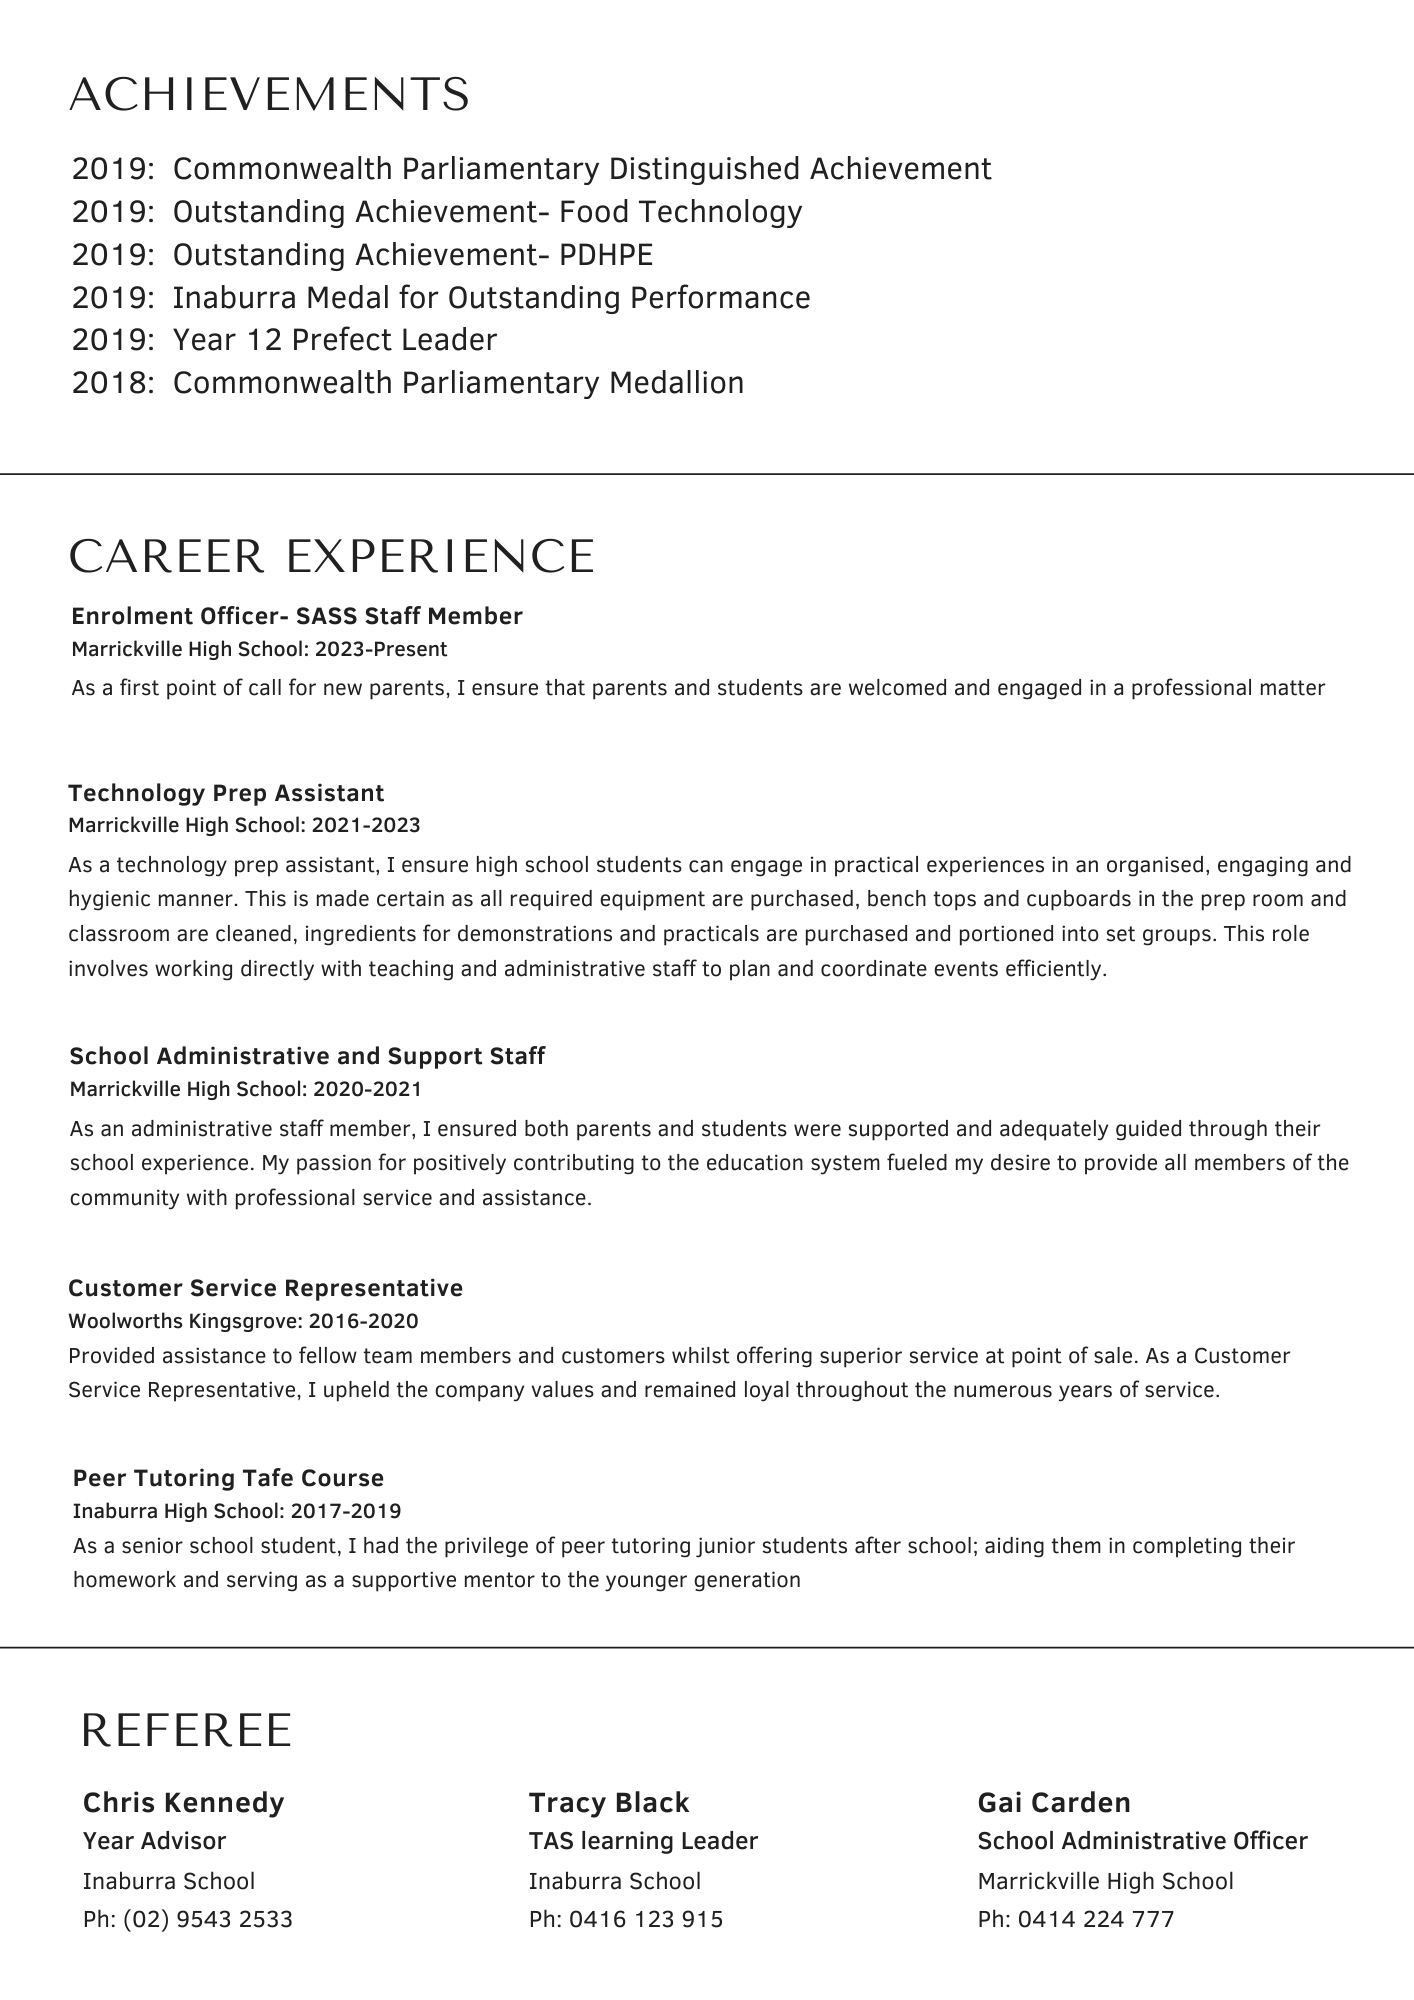 ACHIEVEMENTS
2019: Commonwealth Parliamentary Distinguished Achievement
2019: Outstanding Achievement- Food Technology
2019: Outstanding Achievement- PDHPE
2019: Inaburra Medal for Outstanding Performance
2019: Year 12 Prefect Leader
2018: Commonwealth Parliamentary Medallion
CAREER EXPERIENCE
Enrolment Officer- SASS Staff Member
Marrickville High School: 2023-Present
As a first point of call for new parents, I ensure that parents and students are welcomed and engaged in a professional matter
Technology Prep Assistant
Marrickville High School: 2021-2023
As a technology prep assistant, I ensure high school students can engage in practical experiences in an organised, engaging and
hygienic manner. This is made certain as all required equipment are purchased, bench tops and cupboards in the prep room and
classroom are cleaned, ingredients for demonstrations and practicals are purchased and portioned into set groups. This role
involves working directly with teaching and administrative staff to plan and coordinate events efficiently.
School Administrative and Support Staff
Marrickville High School: 2020-2021
As an administrative staff member, I ensured both parents and students were supported and adequately guided through their
school experience. My passion for positively contributing to the education system fueled my desire to provide all members of the
community with professional service and assistance.
Customer Service Representative
Woolworths Kingsgrove: 2016-2020
Provided assistance to fellow team members and customers whilst offering superior service at point of sale. As a Customer
Service Representative, I upheld the company values and remained loyal throughout the numerous years of service.
Peer Tutoring Tafe Course
Inaburra High School: 2017-2019
As a senior school student, I had the privilege of peer tutoring junior students after school; aiding them in completing their
homework and serving as a supportive mentor to the younger generation
REFEREE
Chris Kennedy
Year Advisor
Inaburra School
Ph: (02) 9543 2533
Tracy Black
TAS learning Leader
Inaburra School
Ph: 0416 123 915
Gai Carden
School Administrative Officer
Marrickville High School
Ph: 0414 224 777